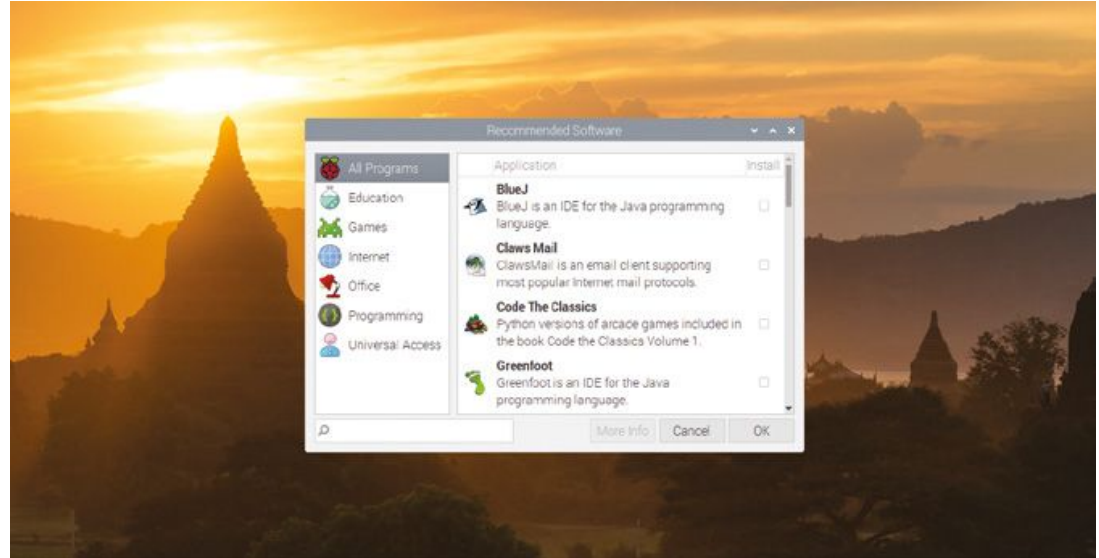 Recommended Software
All Programs
Education
Games
Internet
Office
Programming
Universal Access
Application Install
BlueJ
BlueJ is an IDE for the Java programming
language.
Claws Mail
ClawsMail is an email client supporting
most popular Internet mail protocols.
Code The Classics
Python versions of arcade games included in
the book Code the Classics Volume 1.
Greenfoot
Greenfoot is an IDE for the Java
programming language.
More Info Cancel OK